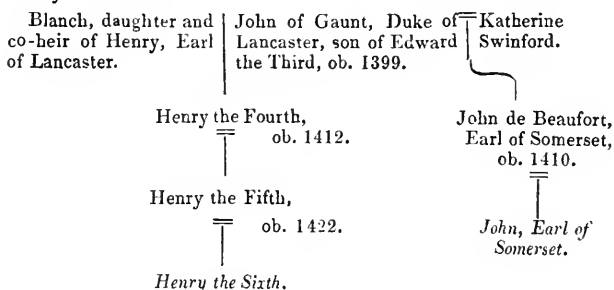 Blanch, daughter and
co-heir of Henry, Earl
of Lancaster.
John of Gaunt, Duke of
Lancaster, son of Edward
the Third, ob. 1399.
Katherine
Swinford.
Henry the Fourth,
ob. 1412.
John de Beaufort,
Earl of Somerset,
ob. 1410.
Henry the Fifth,
ob. 1422.
John, Earl of
Somerset.
Henry the Sixth.